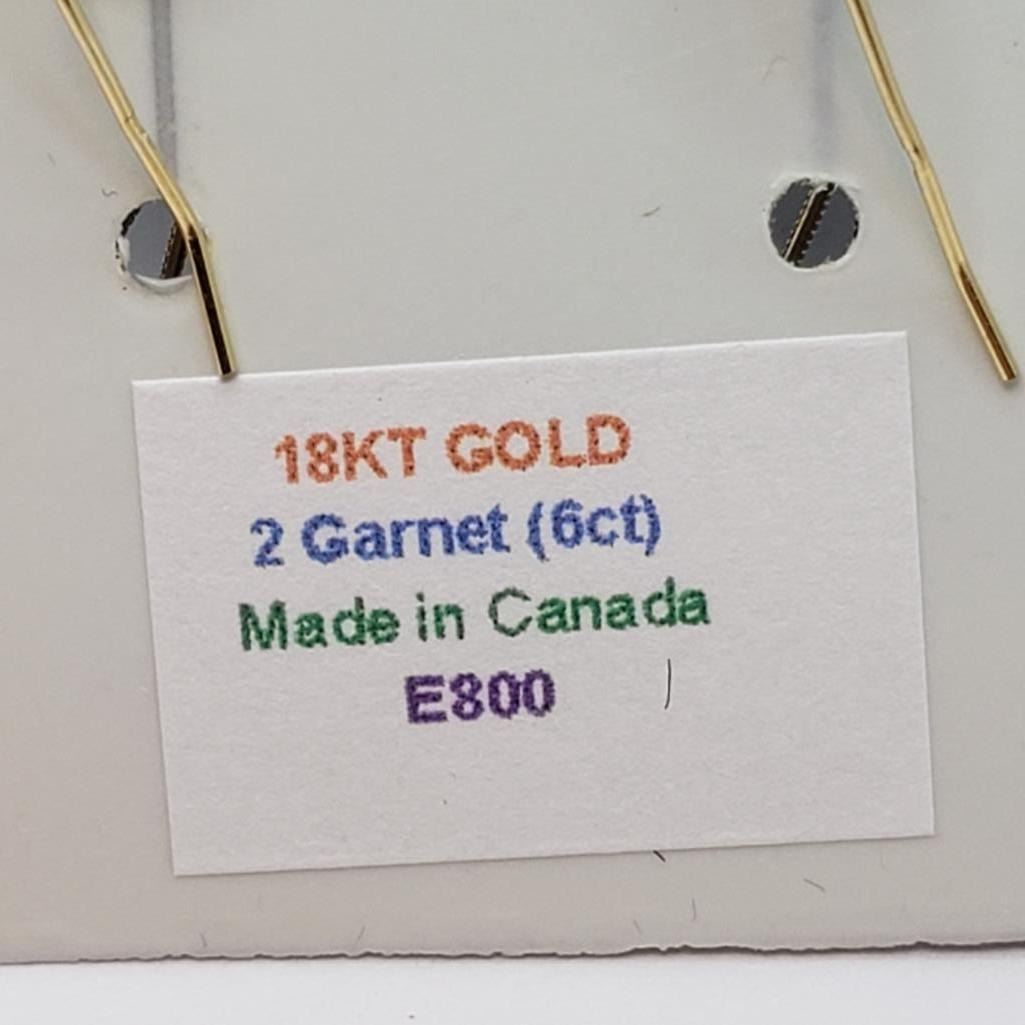 18KT GOLD
2 Garnet (6ct)
Made in Canada
E800